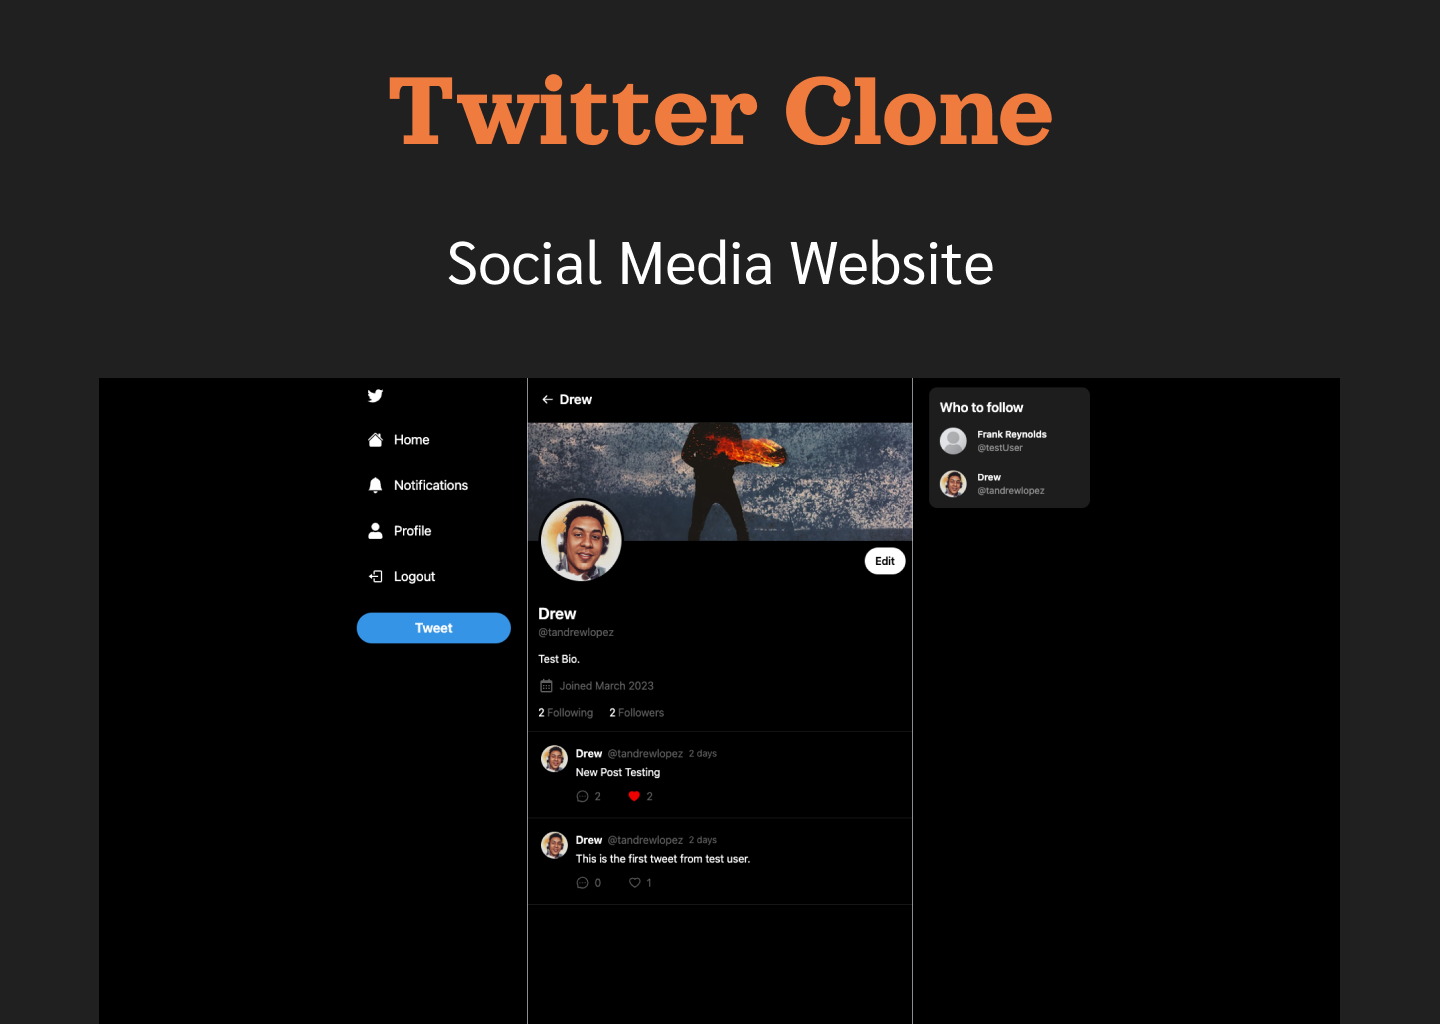 Twitter Clone
Social Media Website
Home
Notifications
Profile
Logout
Tweet
Drew
Edit
Drew
@tandrewlopez
Test Bio.
Joined March 2023
2 Following 2 Followers
Drew @tandrewlopez 2 days
New Post Testing
2 2
Drew @tandrewlopez 2 days
This is the first tweet from test user.
0 1
Who to follow
Frank Reynolds
@testUser
Drew
@tandrewlopez